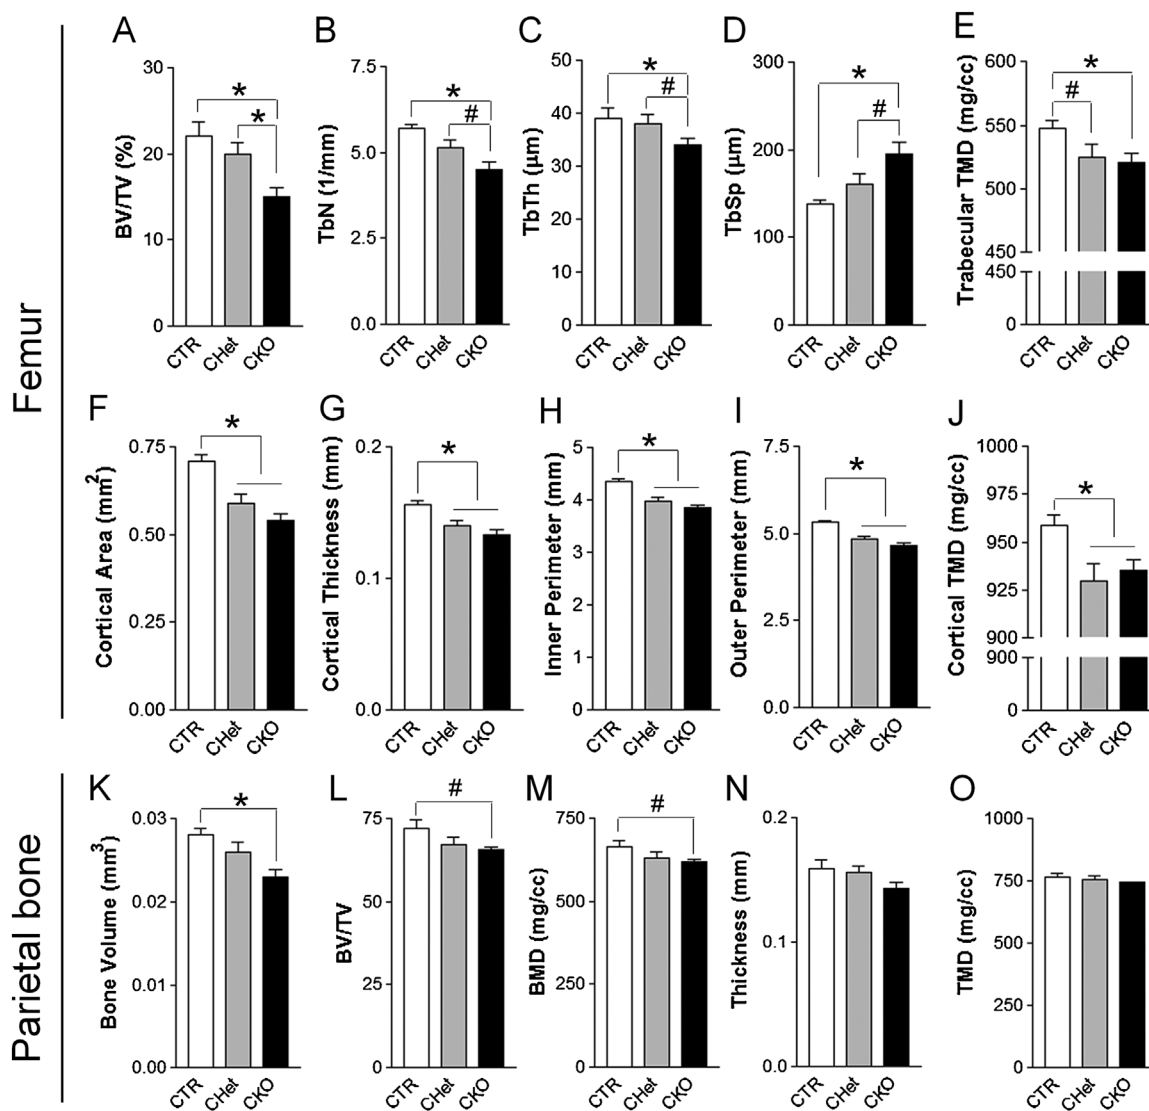 Femur
A
BV/TV (%)
30
20
10
0
*
*
CTR
CHet
CKO
B
TbN (1/mm)
7.5
5.0
2.5
0.0
*
#
CTR
CHet
CKO
C
TbTh (μm)
50
40
30
20
10
0
*
#
CTR
CHet
CKO
D
TbSp (μm)
300
200
100
0
*
#
CTR
CHet
CKO
E
Trabecular TMD (mg/cc)
600
550
500
450
450
0
*
#
CTR
CHet
CKO
F
Cortical Area (mm2)
0.75
0.50
0.25
0.00
*
CTR
CHet
CKO
G
Cortical Thickness (mm)
0.2
0.1
0.0
*
CTR
CHet
CKO
H
Inner Perimeter (mm)
5
4
3
2
1
0
*
CTR
CHet
CKO
I
Outer Perimeter (mm)
7.5
5.0
2.5
0.0
*
CTR
CHet
CKO
J
Cortical TMD (mg/cc)
1000
975
950
925
900
900
0
*
CTR
CHet
CKO
Parietal bone
K
Bone Volume (mm3)
0.03
0.02
0.01
0.00
*
CTR
CHet
CKO
L
BV/TV
75
50
25
0
#
CTR
CHet
CKO
M
BMD (mg/cc)
750
500
250
0
#
CTR
CHet
CKO
N
Thickness (mm)
0.2
0.1
0.0
CTR
CHet
CKO
O
TMD (mg/cc)
1000
750
500
250
0
CTR
CHet
CKO